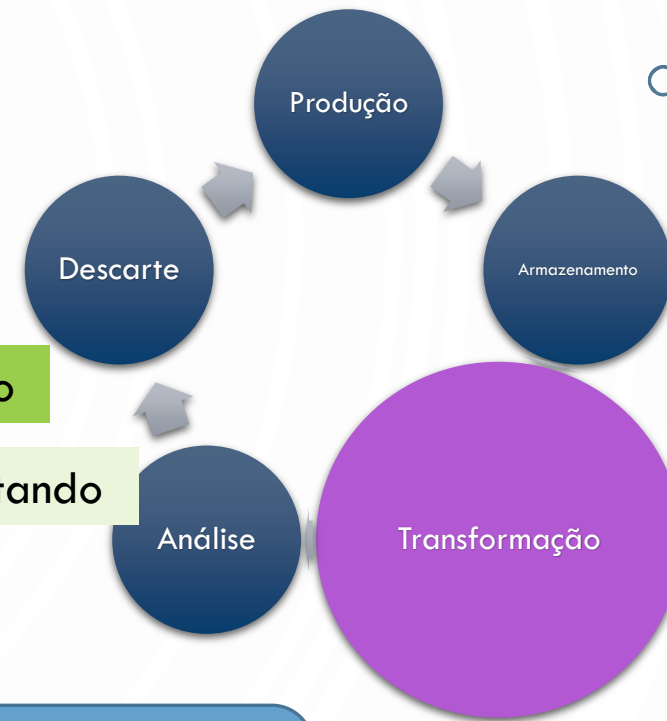 Produção
Descarte
Armazenamento
Análise
Transformação